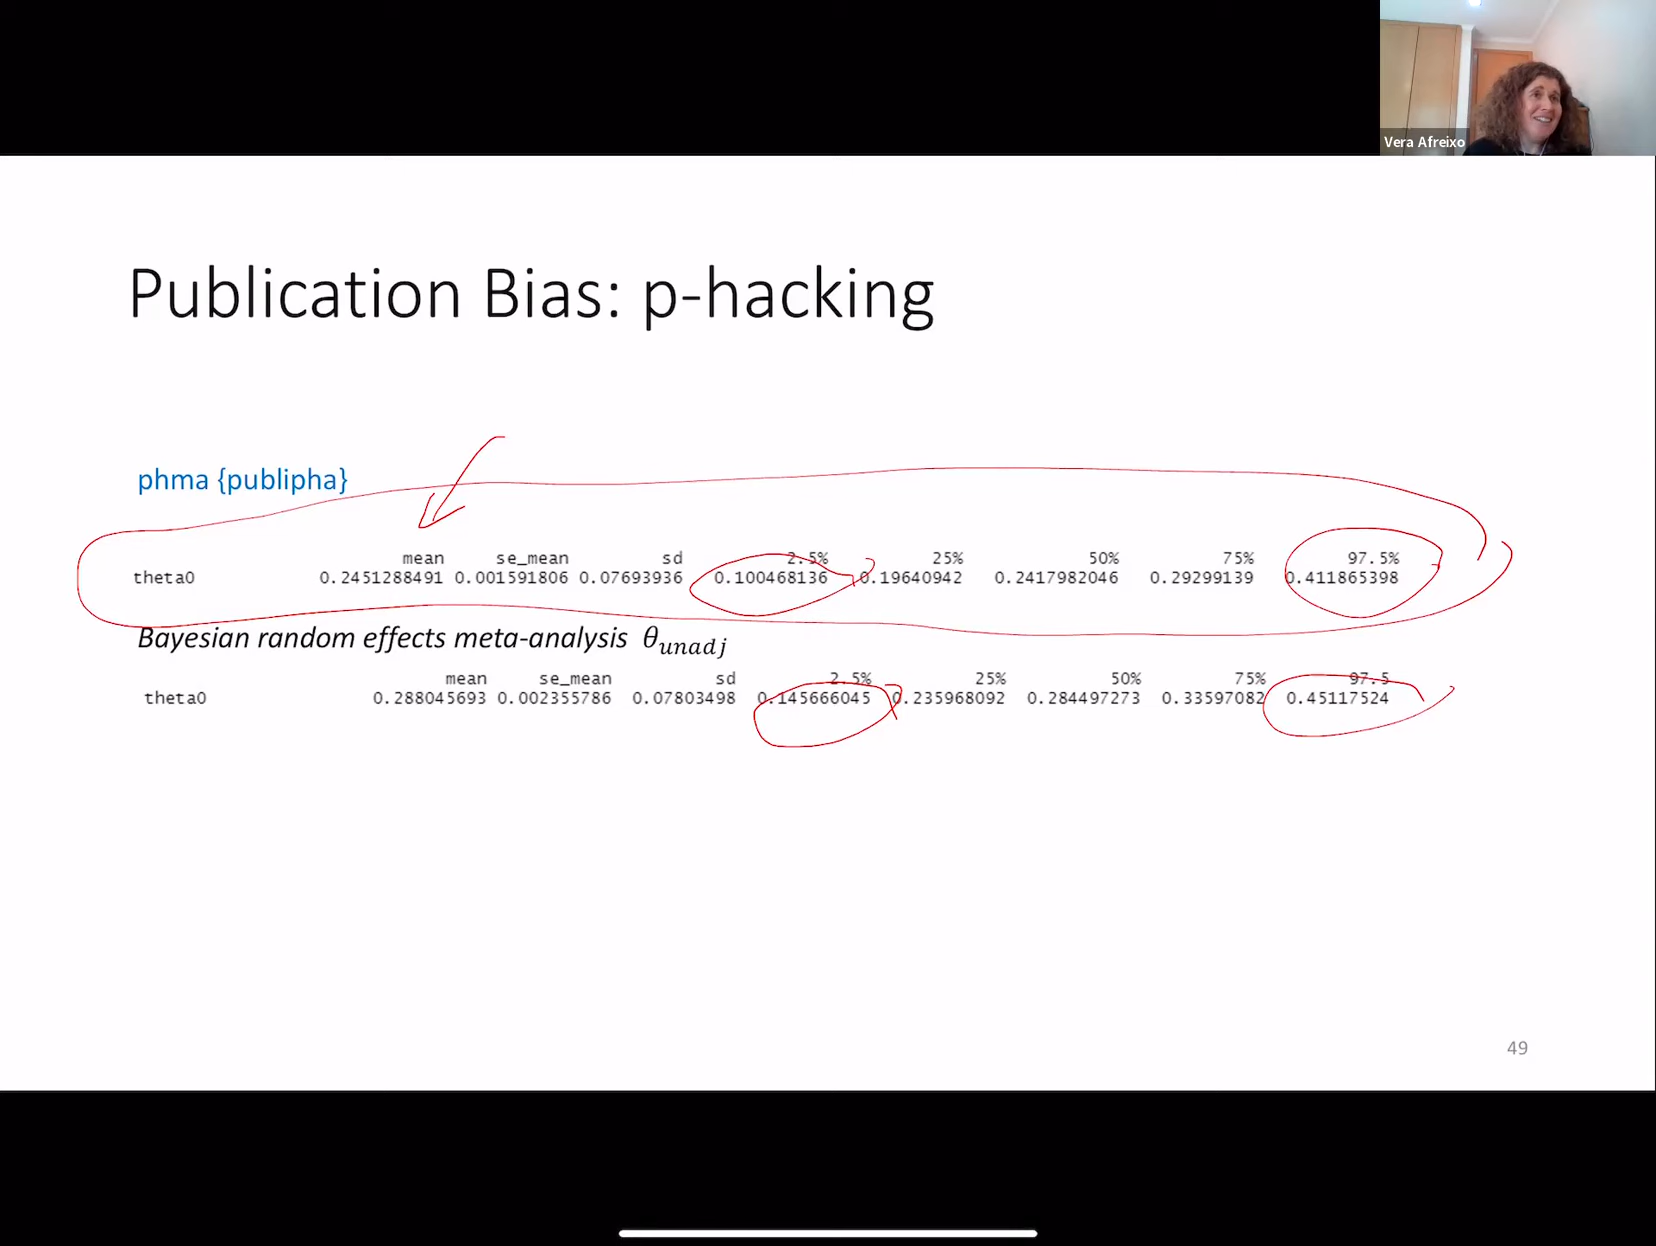 Vera Afreixo
Publication Bias: p-hacking
phma {publipha}
mean se_mean sd 2.5% 25% 50% 75% 97.5%
theta0 0.2451288491 0.001591806 0.07693936 0.100468136 0.19640942 0.2417982046 0.29299139 0.411865398
Bayesian random effects meta-analysis θunadj
mean se_mean sd 2.5% 25% 50% 75% 97.5
theta0 0.288045693 0.002355786 0.07803498 0.145666045 0.235968092 0.284497273 0.33597082 0.45117524
49